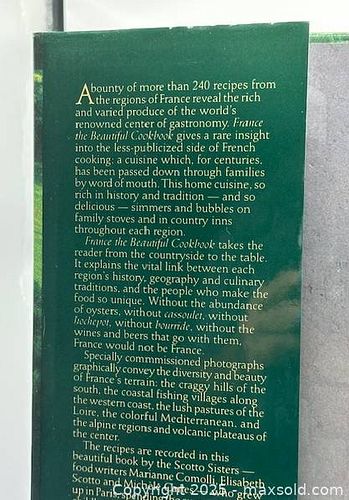 A bounty of more than 240 recipes from
the regions of France reveal the rich
and varied produce of the world's
renowned center of gastronomy. France
the Beautiful Cookbook gives a rare insight
into the less-publicized side of French
cooking: a cuisine which, for centuries,
has been passed down through families
by word of mouth. This home cuisine, so
rich in history and tradition — and so
delicious — simmers and bubbles on
family stoves and in country inns
throughout each region.
France the Beautiful Cookbook takes the
reader from the countryside to the table.
It explains the vital link between each
region's history, geography and culinary
traditions, and the people who make the
food so unique. Without the abundance
of oysters, without cassoulet, without
hochepot, without bourride, without the
wines and beers that go with them,
France would not be France.
Specially commmissioned photographs
graphically convey the diversity and beauty
of France's terrain: the craggy hills of the
south, the coastal fishing villages along
the western coast, the lush pastures of the
Loire, the colorful Mediterranean, and
the alpine regions and volcanic plateaus of
the center.
The recipes are recorded in this
beautiful book by the Scotto Sisters —
food writers Marianne Comolli, Elisabeth
Scotto and Michèle
up in Paris, spending
Copyright 2025 - maxsold.com